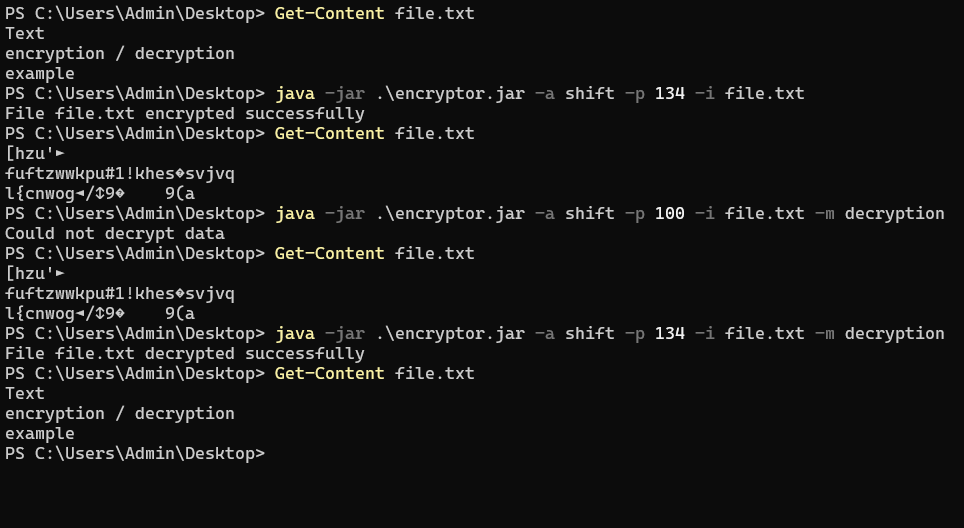 PS C:\Users\Admin\Desktop> Get-Content file.txt
Text
encryption / decryption
example
PS C:\Users\Admin\Desktop> java -jar .\encryptor.jar -a shift -p 134 -i file.txt
File file.txt encrypted successfully
PS C:\Users\Admin\Desktop> Get-Content file.txt
[hzu'►
fuftzwwkpu#1!khes�svjvq
l{cnwog◄/↕9�    9(a
PS C:\Users\Admin\Desktop> java -jar .\encryptor.jar -a shift -p 100 -i file.txt -m decryption
Could not decrypt data
PS C:\Users\Admin\Desktop> Get-Content file.txt
[hzu'►
fuftzwwkpu#1!khes�svjvq
l{cnwog◄/↕9�    9(a
PS C:\Users\Admin\Desktop> java -jar .\encryptor.jar -a shift -p 134 -i file.txt -m decryption
File file.txt decrypted successfully
PS C:\Users\Admin\Desktop> Get-Content file.txt
Text
encryption / decryption
example
PS C:\Users\Admin\Desktop>